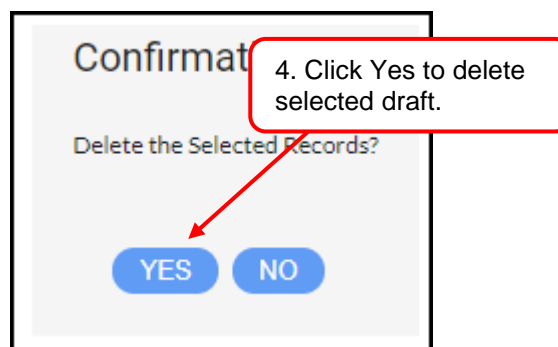 Confirmat
4. Click Yes to delete
selected draft.
Delete the Selected Records?
YES NO